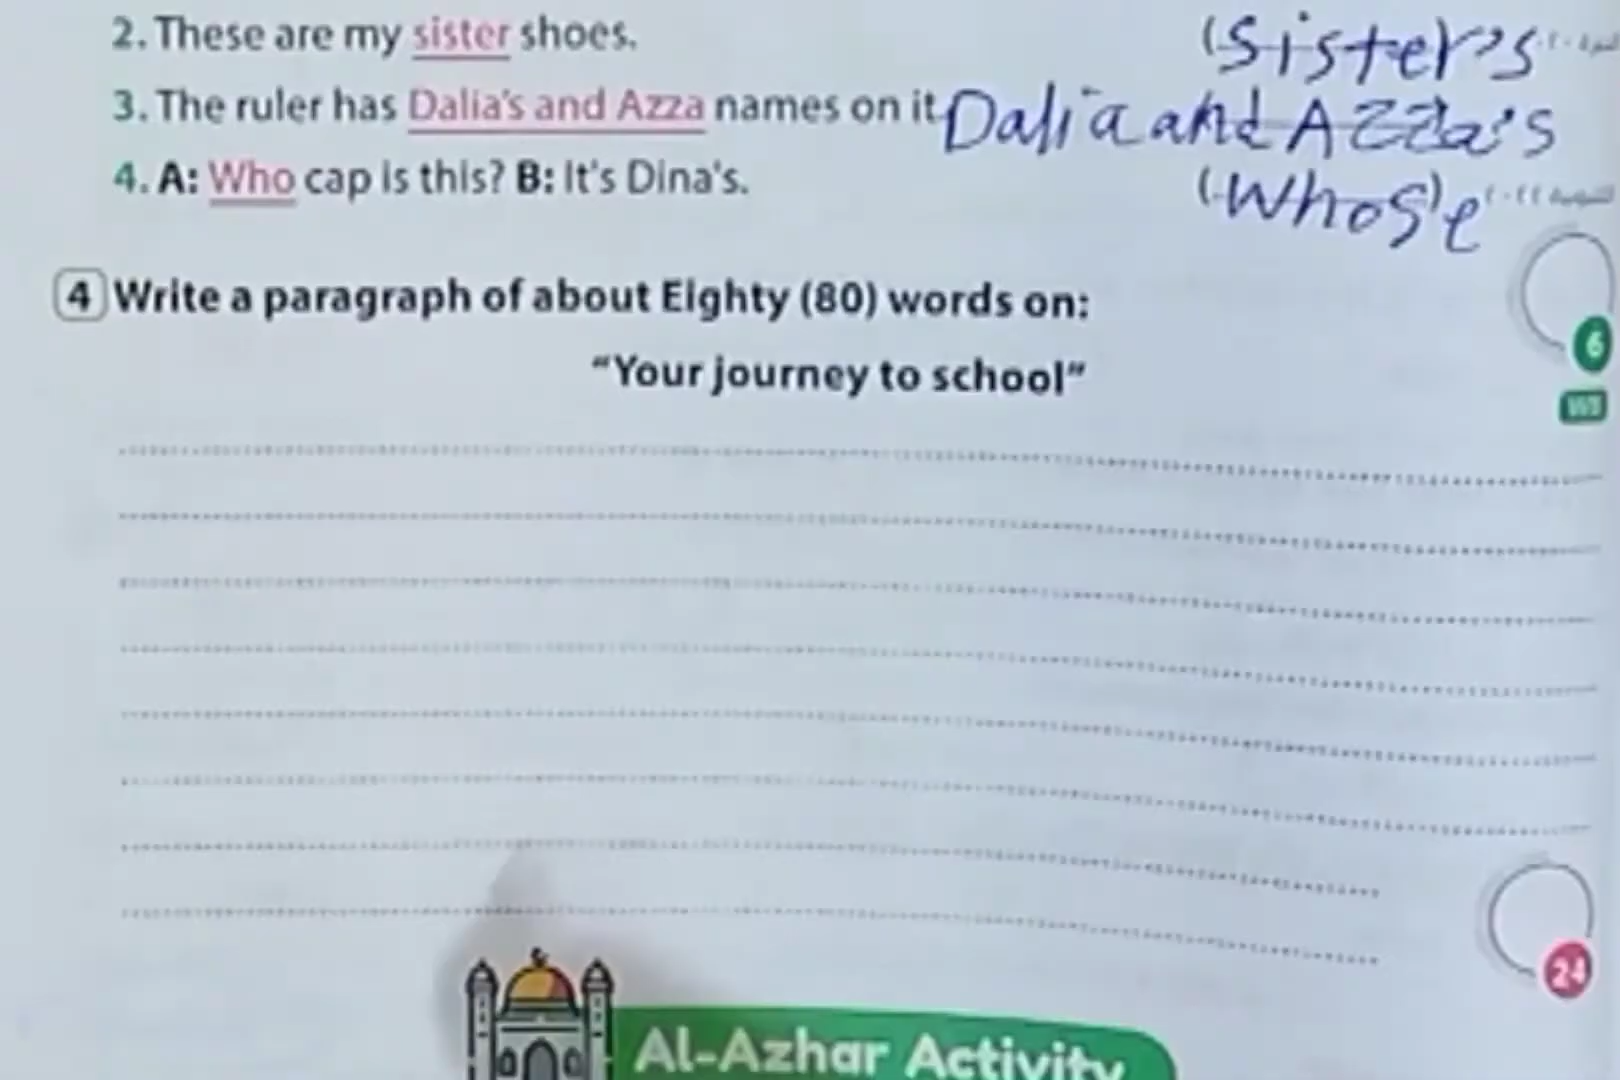 2. These are my sister shoes. (sister's
3. The ruler has Dalia's and Azza names on it Dalia and Azza's
4. A: Who cap is this? B: It's Dina's. (Whose)
4 Write a paragraph of about Eighty (80) words on:
6
"Your journey to school"
WB
24
Al-Azhar Activity